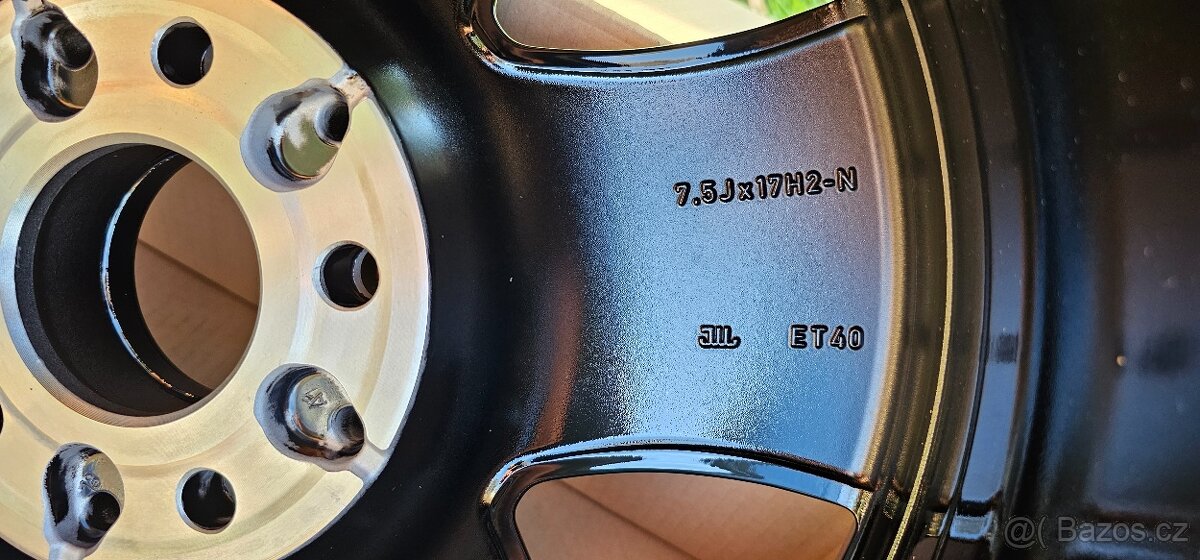 7.5Jx17H2-N
JWL ET40
@( Bazos.cz